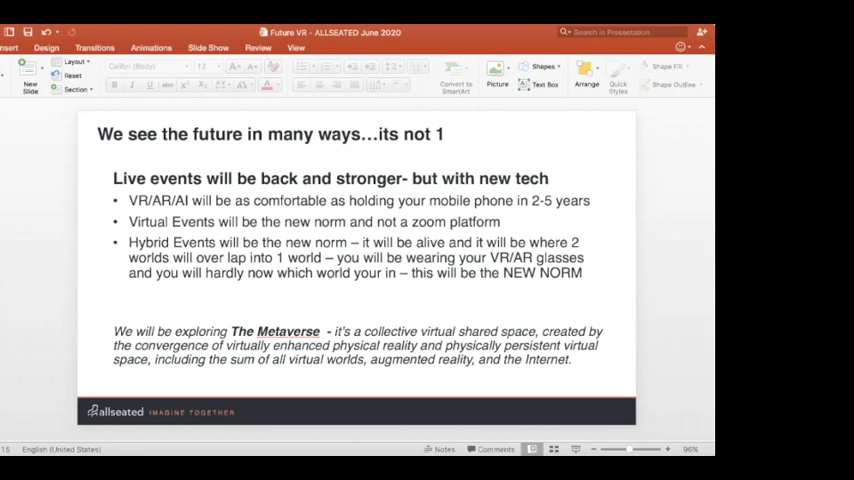 Future VR - ALLSEATED June 2020
Search in Presentation
nsert Design Transitions Animations Slide Show Review View
New Slide
Layout
Reset
Section
Calibri (Body) 12
Convert to SmartArt
Picture
Shapes
Text Box
Arrange
Quick Styles
Shape Fill
Shape Outline
We see the future in many ways…its not 1
Live events will be back and stronger- but with new tech
• VR/AR/AI will be as comfortable as holding your mobile phone in 2-5 years
• Virtual Events will be the new norm and not a zoom platform
• Hybrid Events will be the new norm – it will be alive and it will be where 2
worlds will over lap into 1 world – you will be wearing your VR/AR glasses
and you will hardly now which world your in – this will be the NEW NORM
We will be exploring The Metaverse - it's a collective virtual shared space, created by
the convergence of virtually enhanced physical reality and physically persistent virtual
space, including the sum of all virtual worlds, augmented reality, and the Internet.
allseated IMAGINE TOGETHER
15 English (United States) Notes Comments 96%